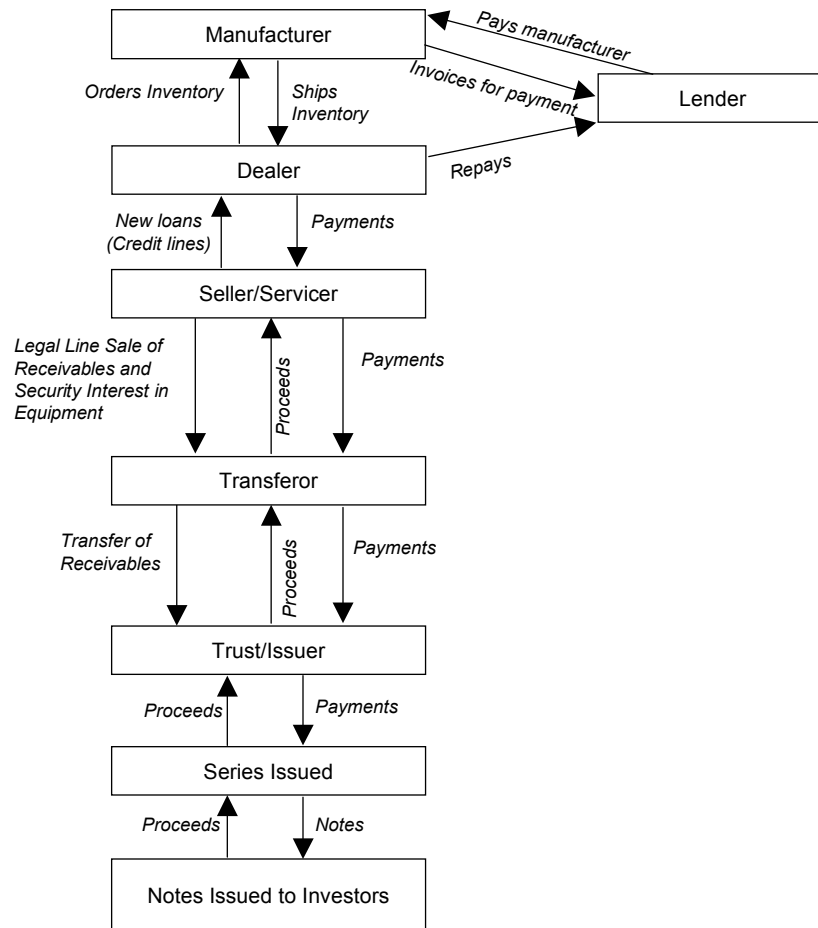 Pays manufacturer
Manufacturer
Invoices for payment
Lender
Orders Inventory
Ships
Inventory
Dealer
Repays
New loans
(Credit lines)
Payments
Seller/Servicer
Legal Line Sale of
Receivables and
Security Interest in
Equipment
Proceeds
Payments
Transferor
Transfer of
Receivables
Proceeds
Payments
Trust/Issuer
Proceeds
Payments
Series Issued
Proceeds
Notes
Notes Issued to Investors